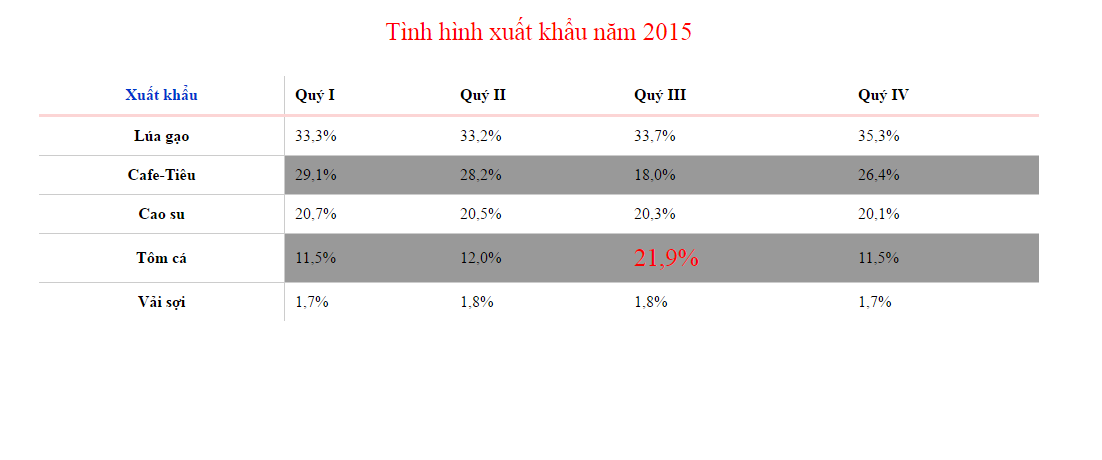 Tình hình xuất khẩu năm 2015
Xuất khẩu Quý I Quý II Quý III Quý IV
Lúa gạo 33,3% 33,2% 33,7% 35,3%
Cafe-Tiêu 29,1% 28,2% 18,0% 26,4%
Cao su 20,7% 20,5% 20,3% 20,1%
Tôm cá 11,5% 12,0% 21,9% 11,5%
Vải sợi 1,7% 1,8% 1,8% 1,7%